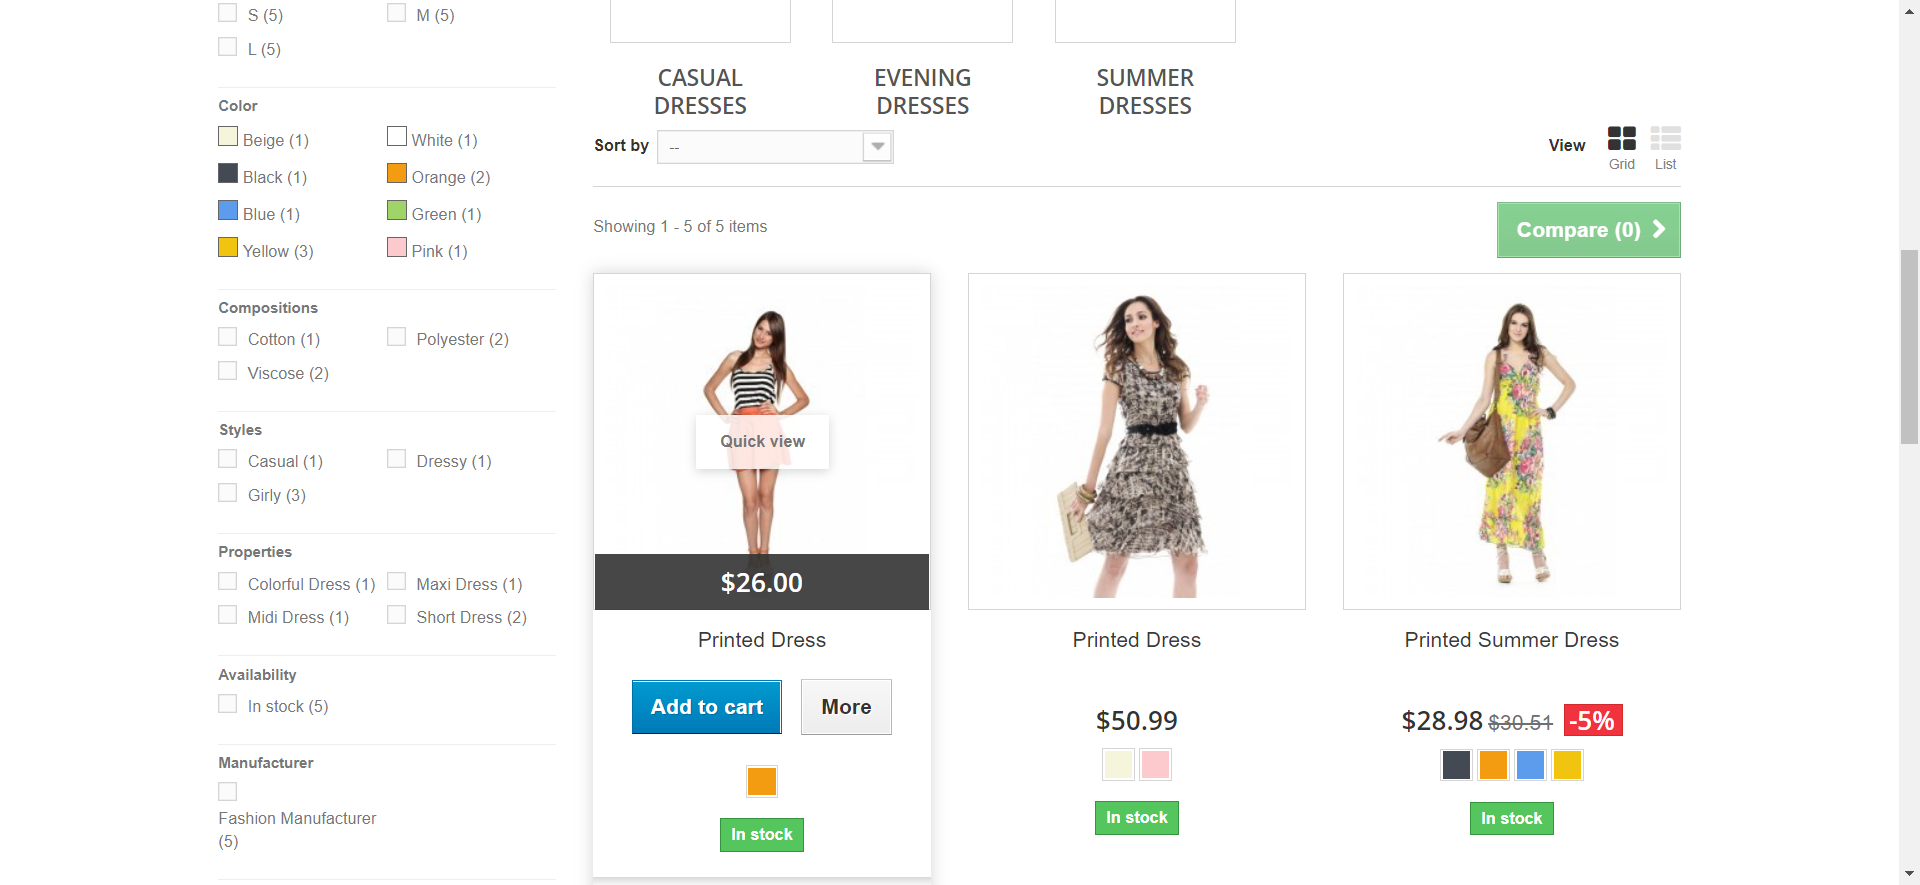 S (5)
M (5)
L (5)
Color
Beige (1)
White (1)
Black (1)
Orange (2)
Blue (1)
Green (1)
Yellow (3)
Pink (1)
Compositions
Cotton (1)
Polyester (2)
Viscose (2)
Styles
Casual (1)
Dressy (1)
Girly (3)
Properties
Colorful Dress (1)
Maxi Dress (1)
Midi Dress (1)
Short Dress (2)
Availability
In stock (5)
Manufacturer
Fashion Manufacturer
(5)
CASUAL
DRESSES
EVENING
DRESSES
SUMMER
DRESSES
Sort by
--
View
Grid
List
Showing 1 - 5 of 5 items
Compare (0)
Quick view
$26.00
Printed Dress
Add to cart
More
In stock
Printed Dress
$50.99
In stock
Printed Summer Dress
$28.98 $30.51 -5%
In stock